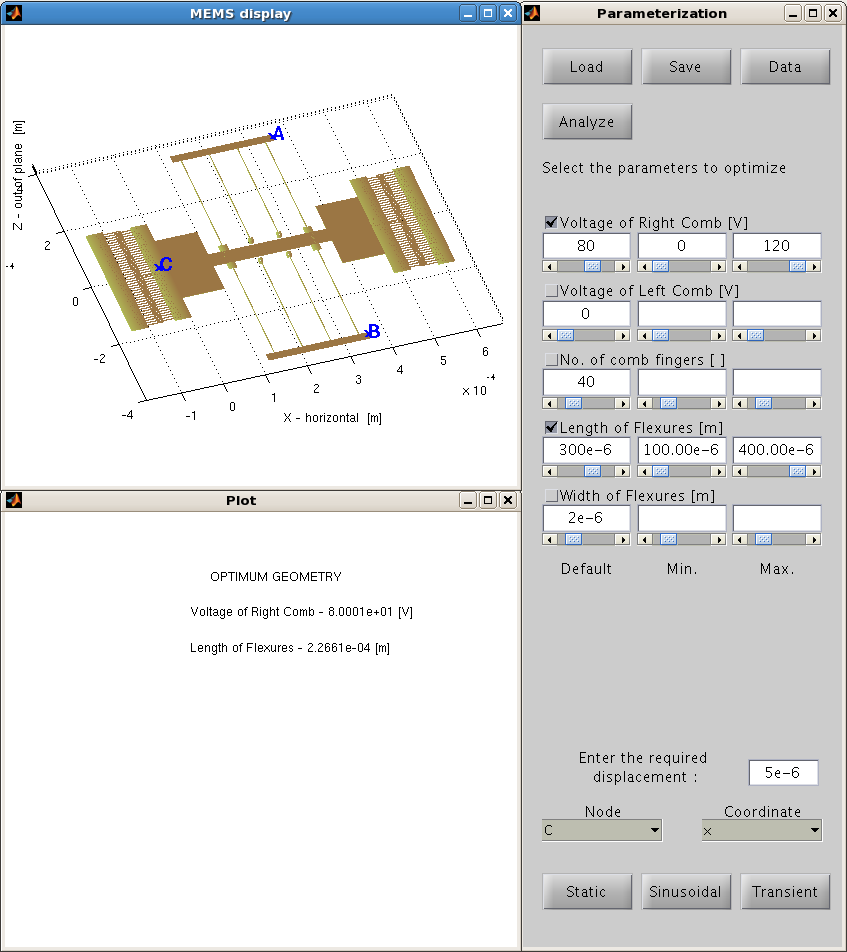 MEMS display
A
Z - out of plane [m]
-4
2
0
-2
-4
C
B
-1
0
1
2
3
4
5
6
-4
x 10
X - horizontal [m]
Plot
OPTIMUM GEOMETRY
Voltage of Right Comb - 8.0001e+01 [V]
Length of Flexures - 2.2661e-04 [m]
Parameterization
Load Save Data
Analyze
Select the parameters to optimize
Voltage of Right Comb [V]
80 0 120
Voltage of Left Comb [V]
0
No. of comb fingers [ ]
40
Length of Flexures [m]
300e-6 100.00e-6 400.00e-6
Width of Flexures [m]
2e-6
Default Min. Max.
Enter the required
displacement : 5e-6
Node Coordinate
C x
Static Sinusoidal Transient